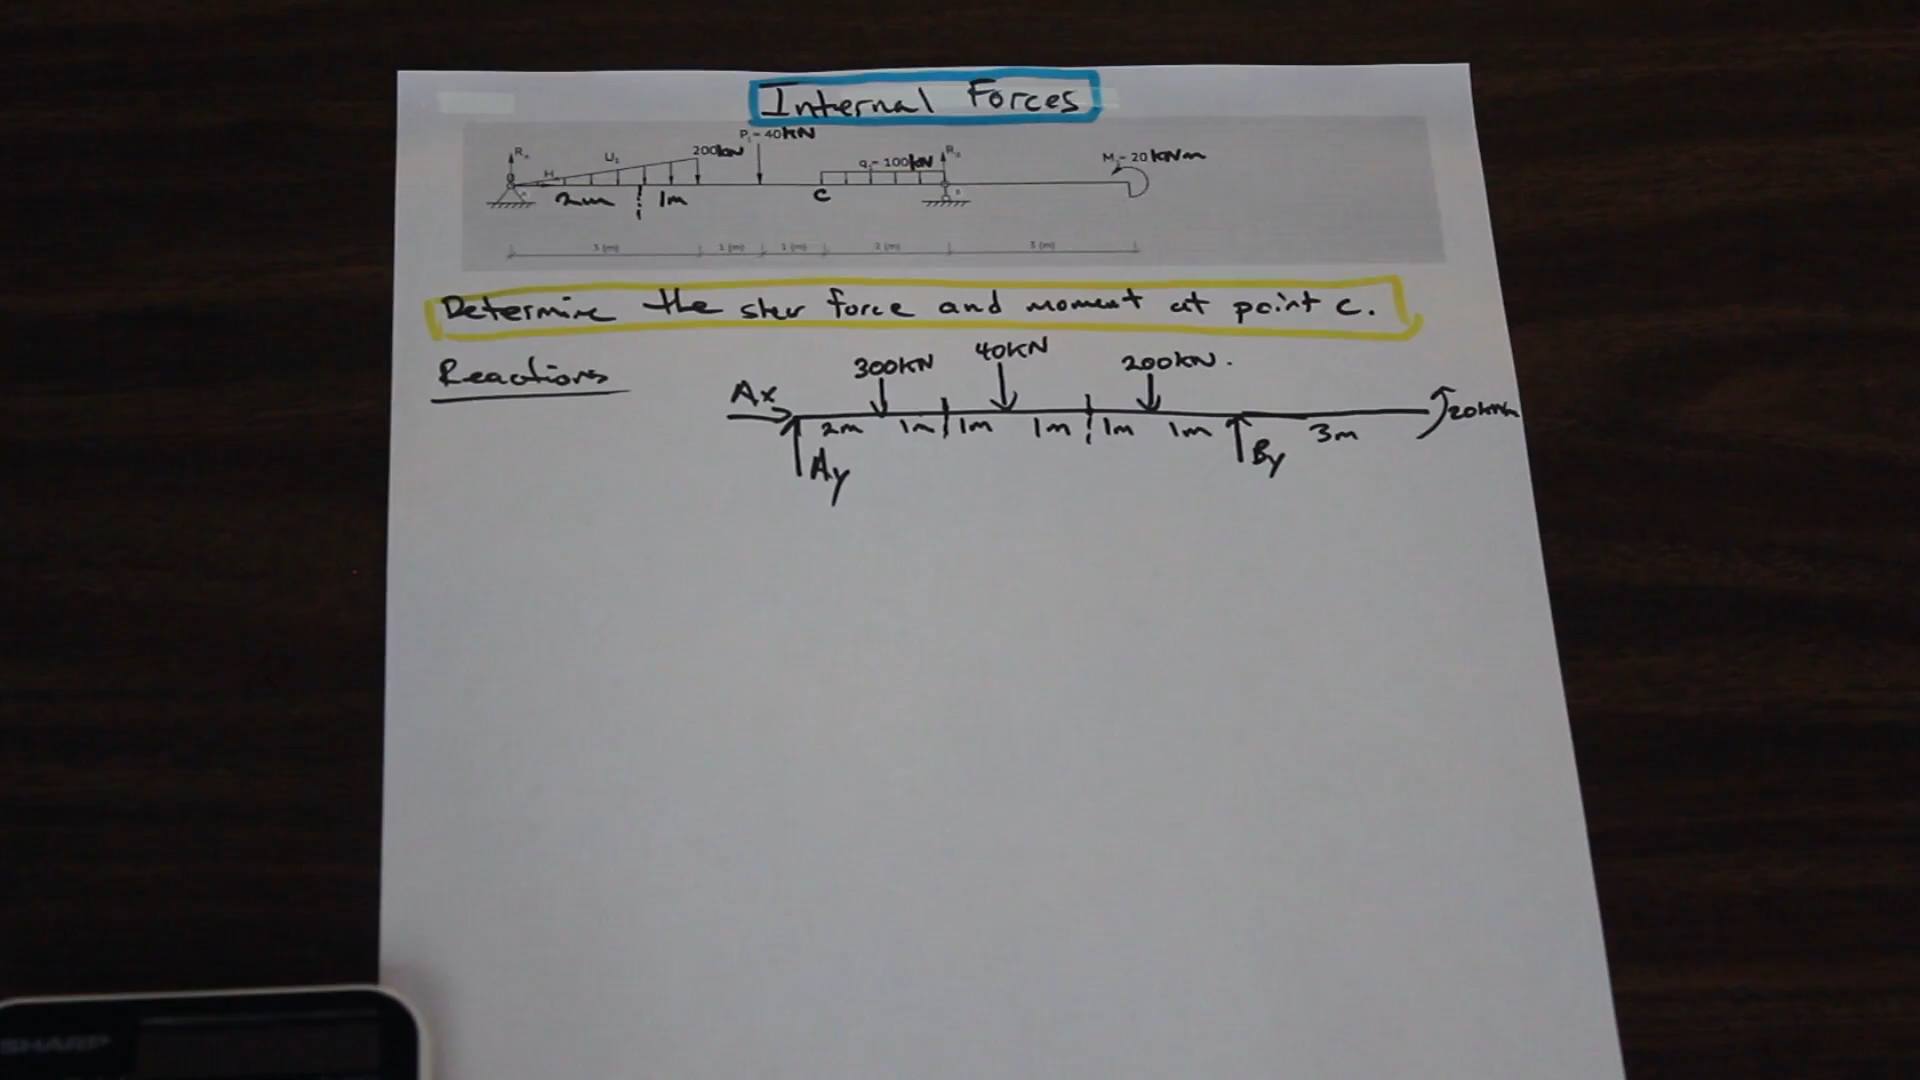 Internal Forces
P₁ = 40KN
U₁ 200kN q₁ = 100kN M₁ = 20kNm
H
2m 1m C
3 (m) 1 (m) 1 (m) 2 (m) 3 (m)
Determine the sher force and moment at point c.
Reactions
300KN 40KN 200kN.
Ax 20kNm
2m 1m 1m 1m 1m 1m 3m
Ay By
SHARP